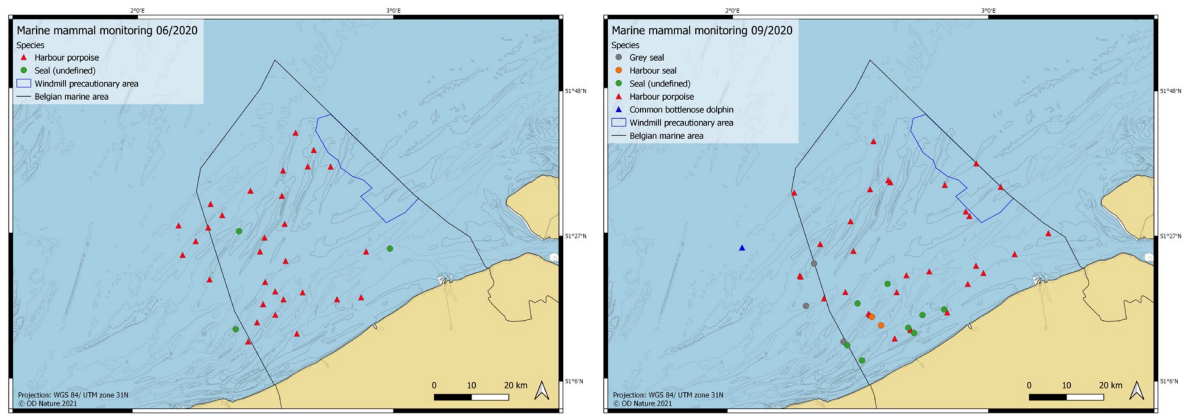 2°0'E
3°0'E
Marine mammal monitoring 06/2020
Species
Harbour porpoise
Seal (undefined)
Windmill precautionary area
Belgian marine area
51°48'N
51°27'N
51°6'N
0 10 20 km
Projection: WGS 84/ UTM zone 31N
© OD Nature 2021
2°0'E
3°0'E
Marine mammal monitoring 09/2020
Species
Grey seal
Harbour seal
Seal (undefined)
Harbour porpoise
Common bottlenose dolphin
Windmill precautionary area
Belgian marine area
51°48'N
51°27'N
51°6'N
0 10 20 km
Projection: WGS 84/ UTM zone 31N
© OD Nature 2021